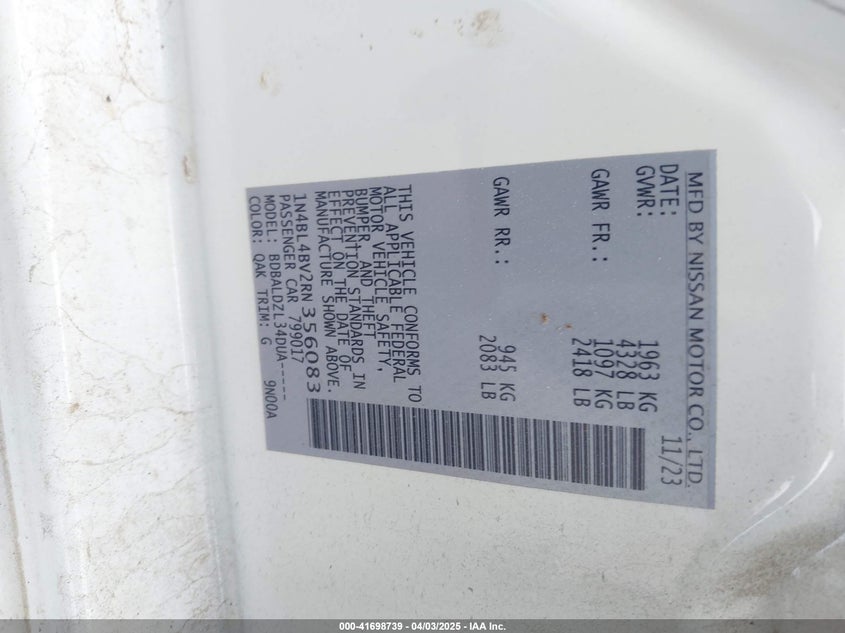 MFD BY NISSAN MOTOR CO., LTD.
DATE: 11/23
GVWR: 1963 KG
4328 LB
GAWR FR.: 1097 KG
2418 LB
GAWR RR.: 945 KG
2083 LB
THIS VEHICLE CONFORMS TO
ALL APPLICABLE FEDERAL
MOTOR VEHICLE SAFETY,
BUMPER AND THEFT
PREVENTION STANDARDS IN
EFFECT ON THE DATE OF
MANUFACTURE SHOWN ABOVE.
1N4BL4BV2RN356083
PASSENGER CAR 799017
MODEL: BDBALDZL34DUA-----
COLOR: QAK TRIM: G 9N00A
000-41698739 - 04/03/2025 - IAA Inc.